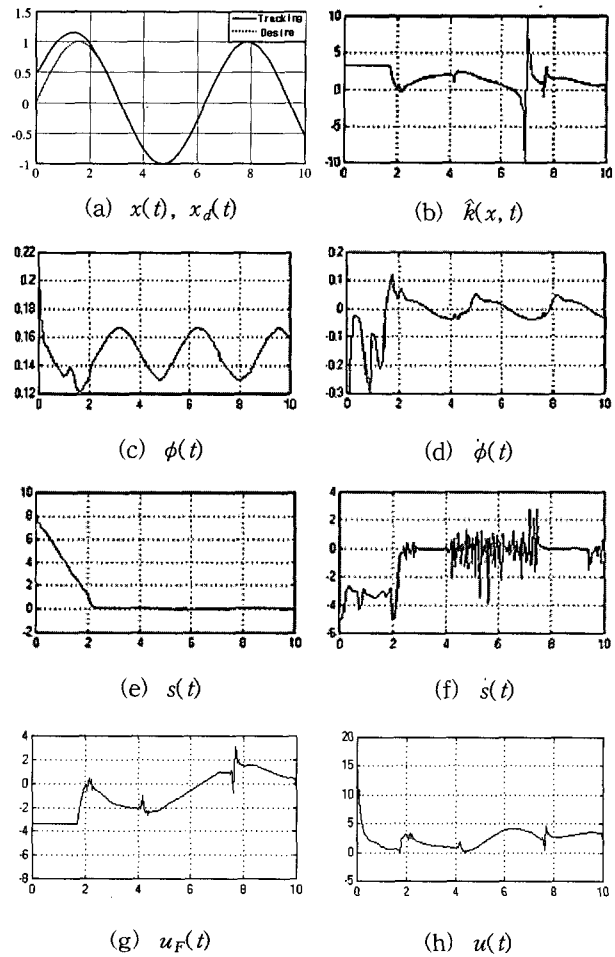 Tracking
Desire
1.5
1
0.5
0
-0.5
-1
0 2 4 6 8 10
(a) x(t), x_d(t)
10
5
0
-5
-10
0 2 4 6 8 10
(b) k̂(x, t)
0.22
0.2
0.18
0.16
0.14
0.12
0 2 4 6 8 10
(c) ϕ(t)
0.2
0.1
0
-0.1
-0.2
-0.3
0 2 4 6 8 10
(d) ϕ̇(t)
10
8
6
4
2
0
-2
0 2 4 6 8 10
(e) s(t)
4
2
0
-2
-4
-6
0 2 4 6 8 10
(f) ṡ(t)
4
2
0
-2
-4
-6
-8
0 2 4 6 8 10
(g) u_F(t)
20
15
10
5
0
-5
0 2 4 6 8 10
(h) u(t)